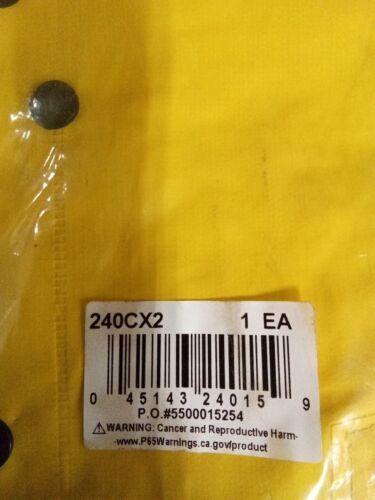 240CX2 1 EA
0 45143 24015 9
P.O.#5500015254
⚠WARNING: Cancer and Reproductive Harm-
-www.P65Warnings.ca.gov/product